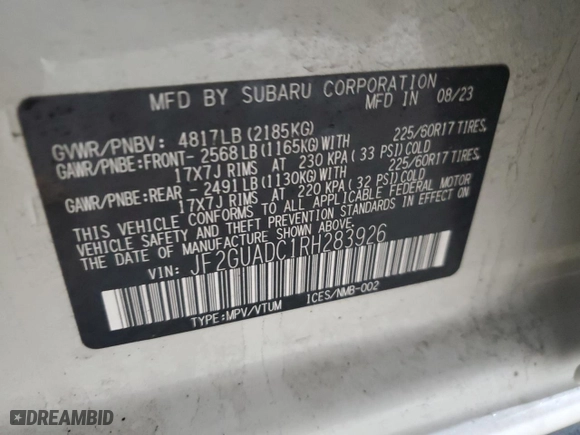 MFD BY SUBARU CORPORATION
MFD IN 08/23
GVWR/PNBV: 4817LB(2185KG)
GAWR/PNBE:FRONT- 2568LB(1165KG)WITH 225/60R17 TIRES,
17X7J RIMS AT 230 KPA( 33 PSI)COLD
GAWR/PNBE:REAR - 2491LB(1130KG)WITH 225/60R17 TIRES,
17X7J RIMS AT 220 KPA( 32 PSI)COLD
THIS VEHICLE CONFORMS TO ALL APPLICABLE FEDERAL MOTOR
VEHICLE SAFETY AND THEFT PREVENTION STANDARDS IN EFFECT ON
THE DATE OF MANUFACTURE SHOWN ABOVE.
VIN: JF2GUADC1RH283926
TYPE:MPV/VTUM ICES/NMB-002
DREAMBID